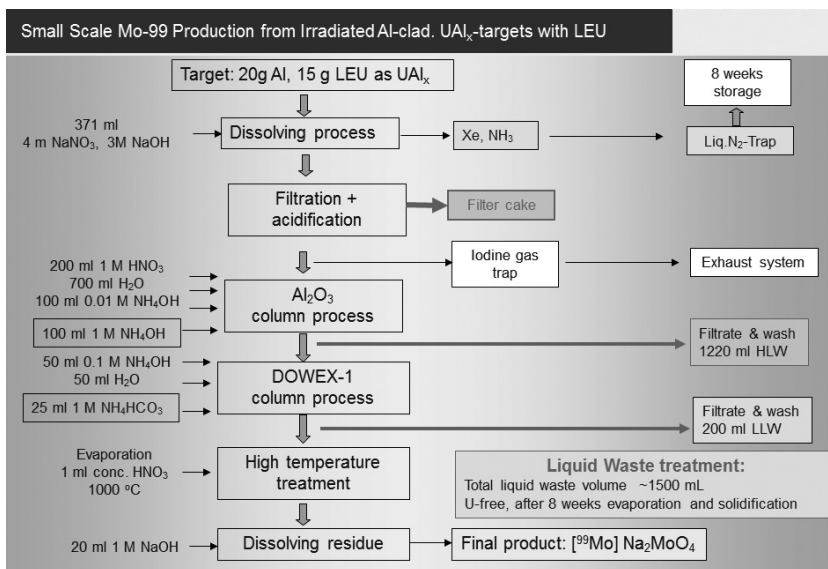 Small Scale Mo-99 Production from Irradiated Al-clad. UAlₓ-targets with LEU
Target: 20g Al, 15 g LEU as UAlₓ
8 weeks
storage
371 ml
4 m NaNO₃, 3M NaOH
Dissolving process
Xe, NH₃
Liq.N₂-Trap
Filtration +
acidification
Filter cake
200 ml 1 M HNO₃
700 ml H₂O
100 ml 0.01 M NH₄OH
Iodine gas
trap
Exhaust system
Al₂O₃
column process
100 ml 1 M NH₄OH
Filtrate & wash
1220 ml HLW
50 ml 0.1 M NH₄OH
50 ml H₂O
DOWEX-1
column process
25 ml 1 M NH₄HCO₃
Filtrate & wash
200 ml LLW
Evaporation
1 ml conc. HNO₃
1000 ºC
High temperature
treatment
Liquid Waste treatment:
Total liquid waste volume ~1500 mL
U-free, after 8 weeks evaporation and solidification
20 ml 1 M NaOH
Dissolving residue
Final product: [⁹⁹Mo] Na₂MoO₄